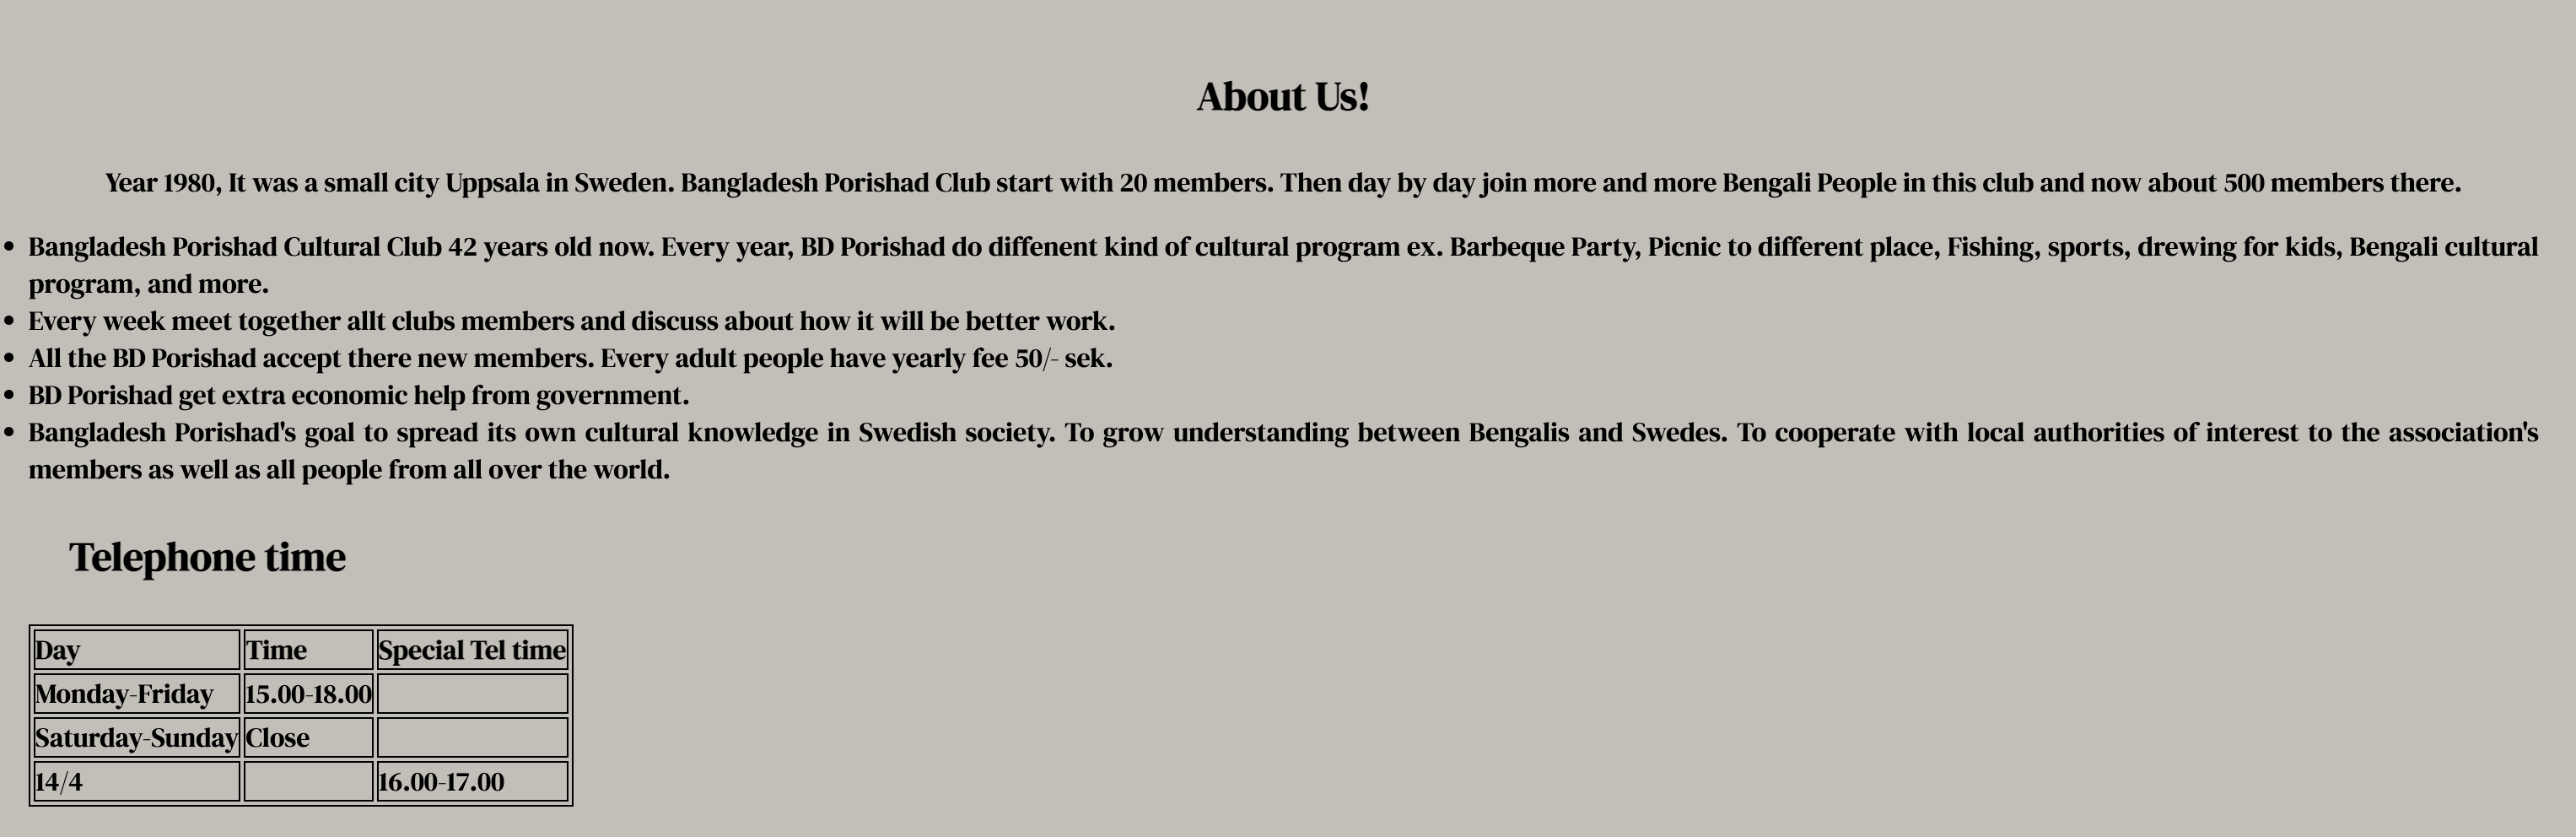 About Us!
Year 1980, It was a small city Uppsala in Sweden. Bangladesh Porishad Club start with 20 members. Then day by day join more and more Bengali People in this club and now about 500 members there.
• Bangladesh Porishad Cultural Club 42 years old now. Every year, BD Porishad do diffenent kind of cultural program ex. Barbeque Party, Picnic to different place, Fishing, sports, drewing for kids, Bengali cultural
program, and more.
• Every week meet together allt clubs members and discuss about how it will be better work.
• All the BD Porishad accept there new members. Every adult people have yearly fee 50/- sek.
• BD Porishad get extra economic help from government.
• Bangladesh Porishad's goal to spread its own cultural knowledge in Swedish society. To grow understanding between Bengalis and Swedes. To cooperate with local authorities of interest to the association's
members as well as all people from all over the world.
Telephone time
Day Time Special Tel time
Monday-Friday 15.00-18.00
Saturday-Sunday Close
14/4 16.00-17.00